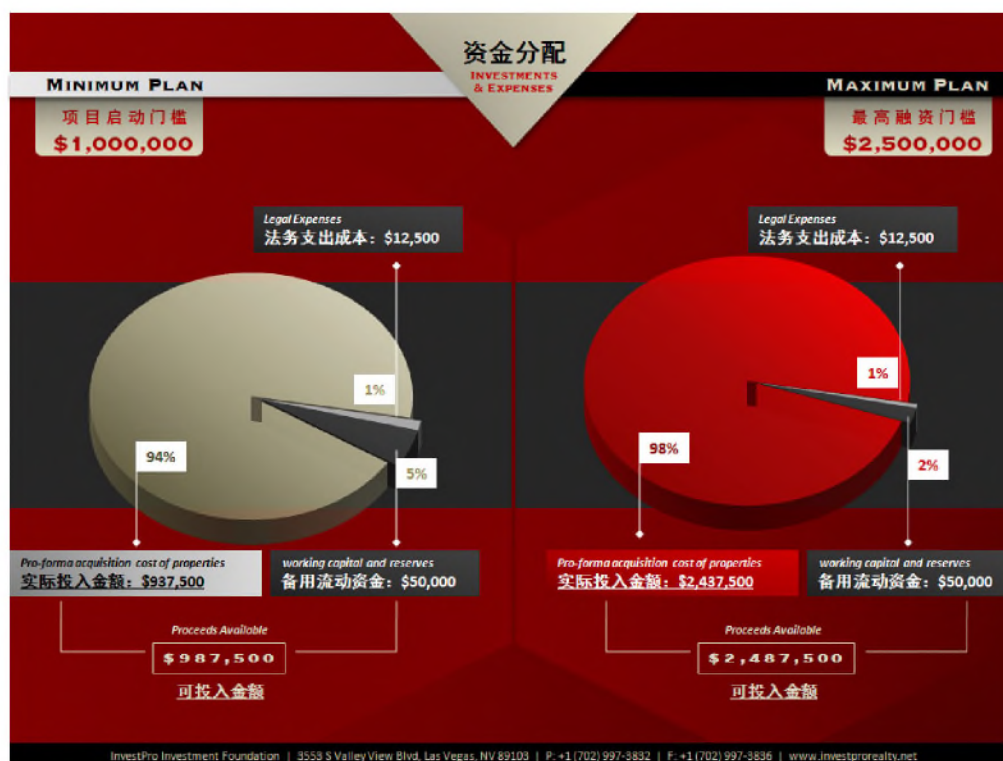 资金分配
INVESTMENTS
& EXPENSES
MINIMUM PLAN
项目启动门槛
$1,000,000
MAXIMUM PLAN
最高融资门槛
$2,500,000
Legal Expenses
法务支出成本：$12,500
1%
94%
5%
Pro-forma acquisition cost of properties
实际投入金额：$937,500
working capital and reserves
备用流动资金：$50,000
Proceeds Available
$987,500
可投入金额
Legal Expenses
法务支出成本：$12,500
1%
98%
2%
Pro-forma acquisition cost of properties
实际投入金额：$2,437,500
working capital and reserves
备用流动资金：$50,000
Proceeds Available
$2,487,500
可投入金额
InvestPro Investment Foundation | 3553 S Valley View Blvd, Las Vegas, NV 89103 | P: +1 (702) 997-3832 | F: +1 (702) 997-3836 | www.investprorealty.net